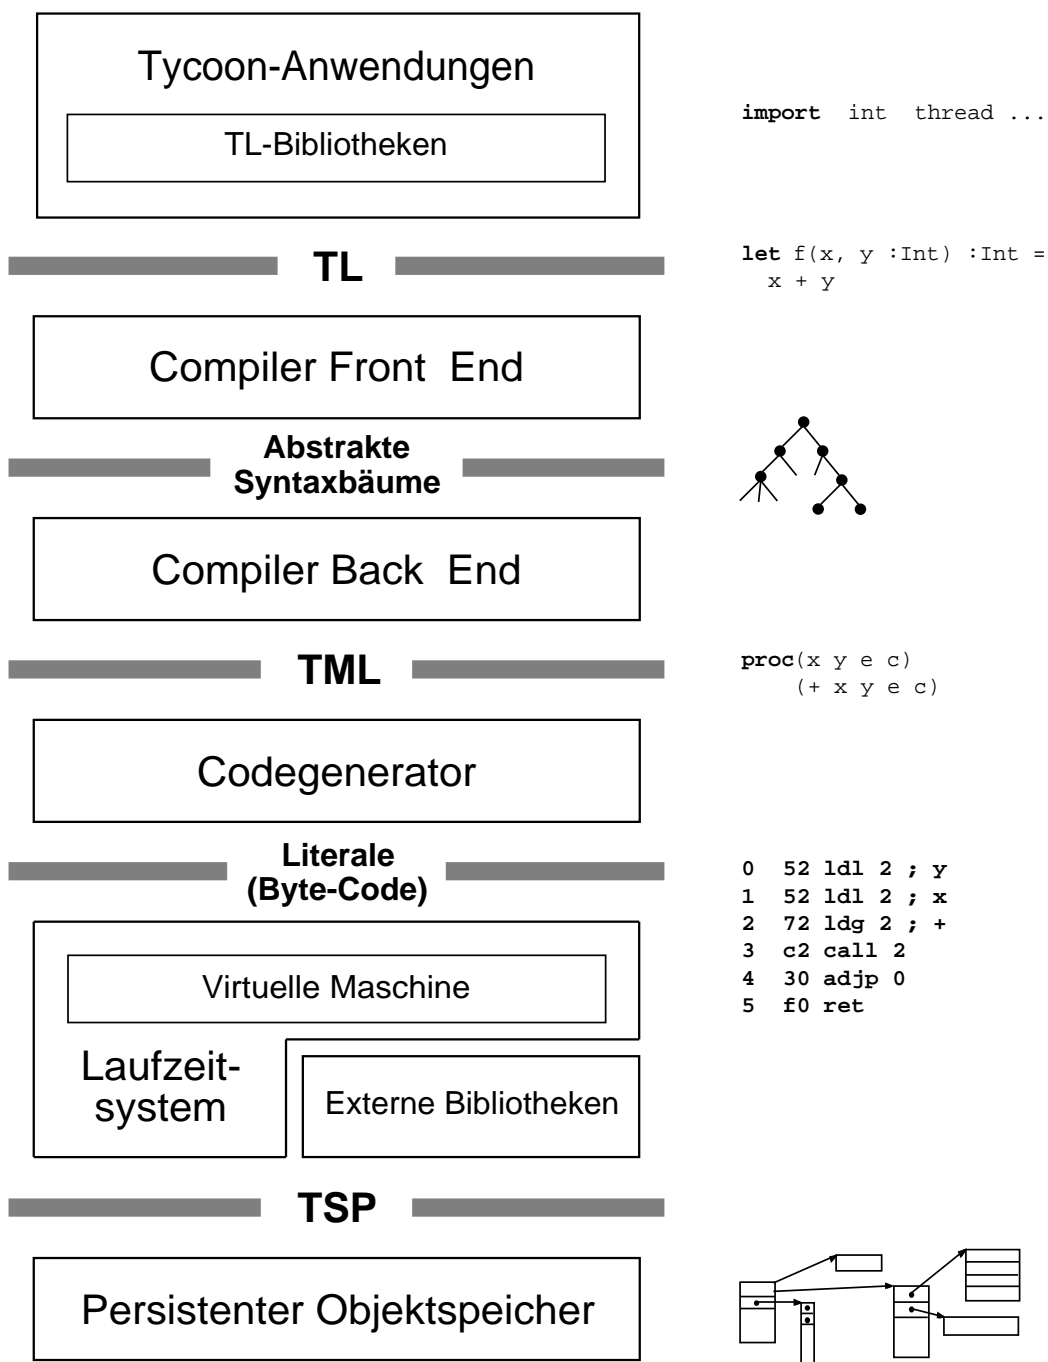 Tycoon-Anwendungen
TL-Bibliotheken
import int thread ...
TL
let f(x, y :Int) :Int =
x + y
Compiler Front End
Abstrakte
Syntaxbäume
Compiler Back End
TML
proc(x y e c)
(+ x y e c)
Codegenerator
Literale
(Byte-Code)
0 52 ldl 2 ; y
1 52 ldl 2 ; x
2 72 ldg 2 ; +
3 c2 call 2
4 30 adjp 0
5 f0 ret
Virtuelle Maschine
Laufzeit-
system
Externe Bibliotheken
TSP
Persistenter Objektspeicher